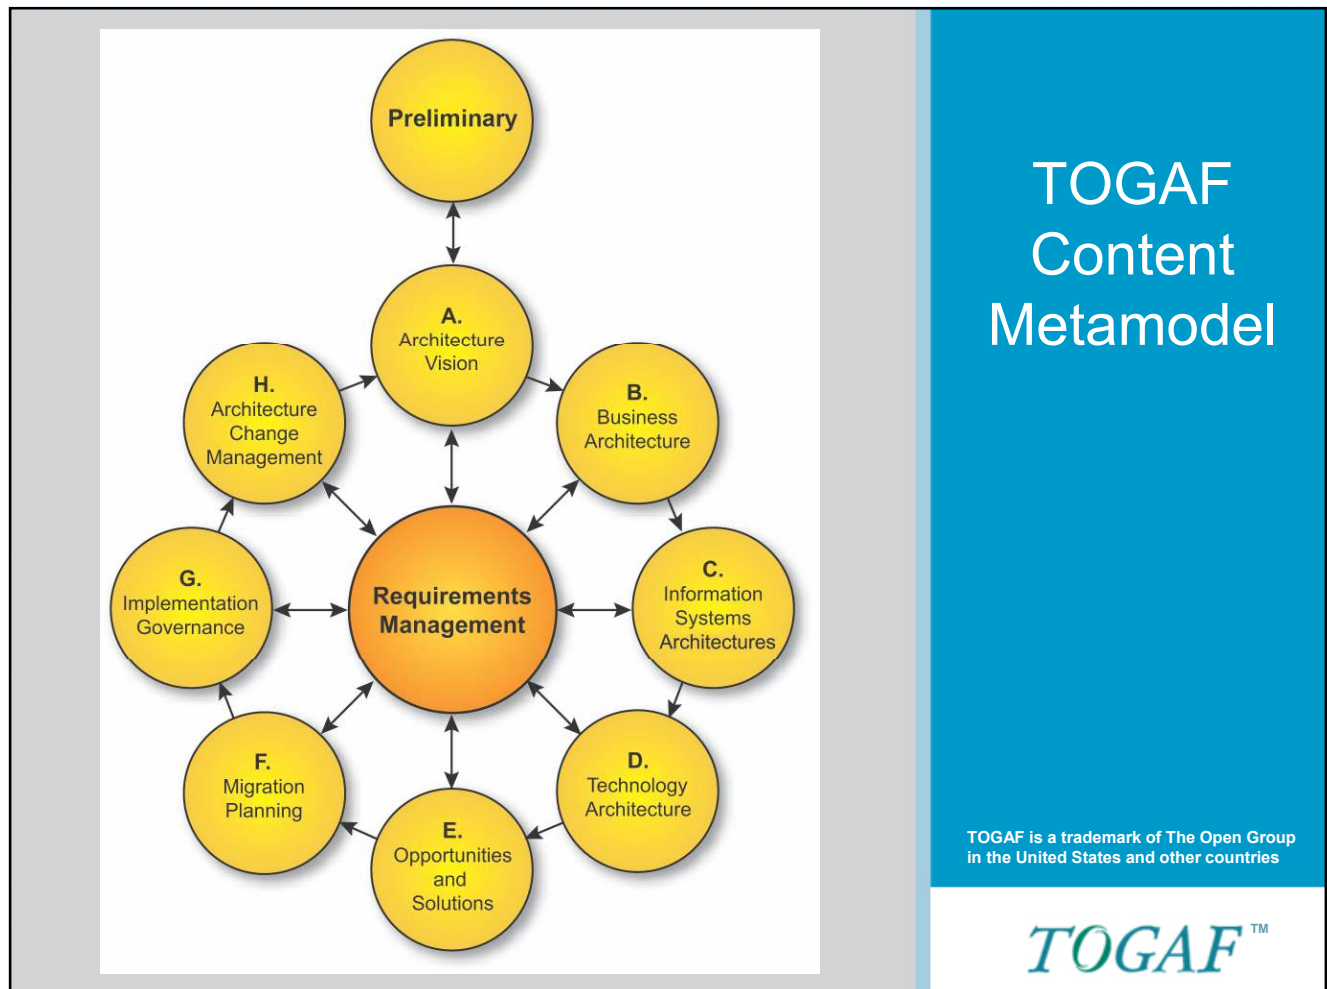 Preliminary
A.
Architecture
Vision
B.
Business
Architecture
C.
Information
Systems
Architectures
D.
Technology
Architecture
E.
Opportunities
and
Solutions
F.
Migration
Planning
G.
Implementation
Governance
H.
Architecture
Change
Management
Requirements
Management
TOGAF
Content
Metamodel
TOGAF is a trademark of The Open Group
in the United States and other countries
TOGAF™